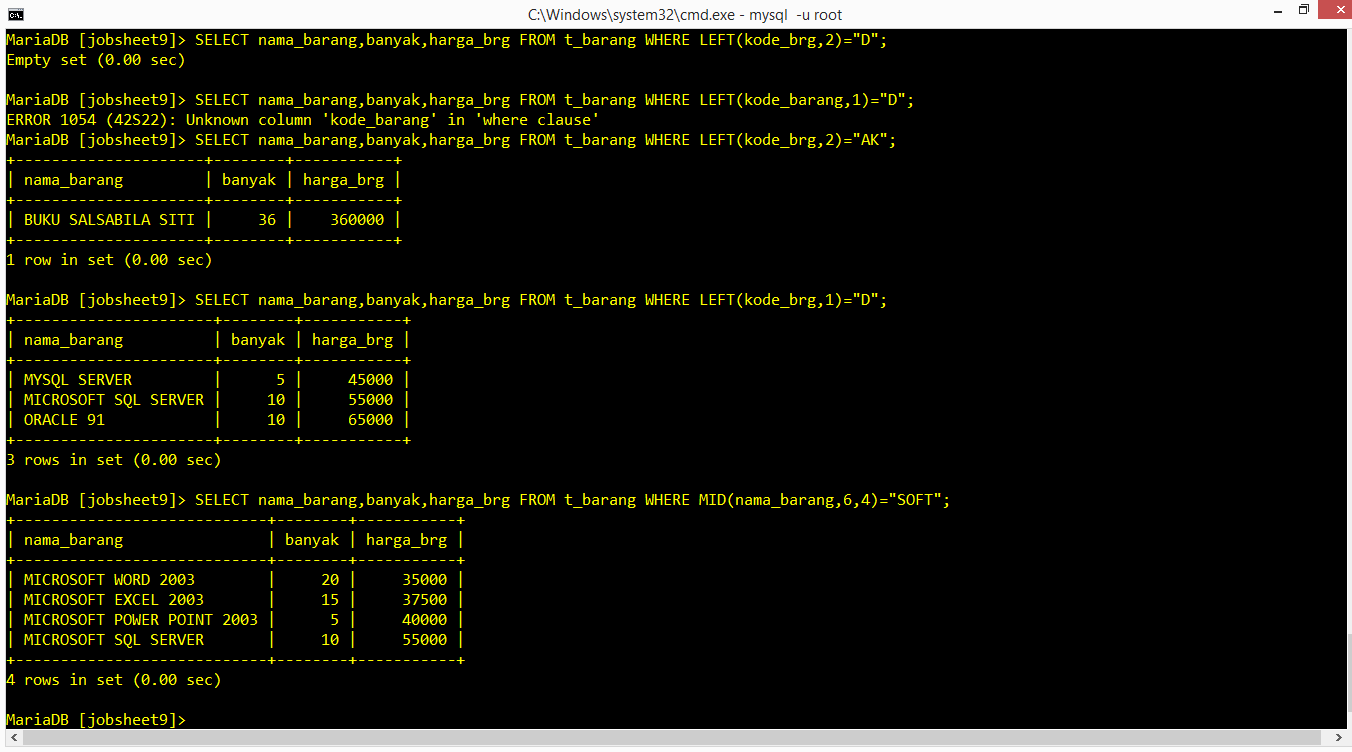 C:\Windows\system32\cmd.exe - mysql  -u root
MariaDB [jobsheet9]> SELECT nama_barang,banyak,harga_brg FROM t_barang WHERE LEFT(kode_brg,2)="D";
Empty set (0.00 sec)

MariaDB [jobsheet9]> SELECT nama_barang,banyak,harga_brg FROM t_barang WHERE LEFT(kode_barang,1)="D";
ERROR 1054 (42S22): Unknown column 'kode_barang' in 'where clause'
MariaDB [jobsheet9]> SELECT nama_barang,banyak,harga_brg FROM t_barang WHERE LEFT(kode_brg,2)="AK";
+---------------------+--------+-----------+
| nama_barang         | banyak | harga_brg |
+---------------------+--------+-----------+
| BUKU SALSABILA SITI |     36 |    360000 |
+---------------------+--------+-----------+
1 row in set (0.00 sec)

MariaDB [jobsheet9]> SELECT nama_barang,banyak,harga_brg FROM t_barang WHERE LEFT(kode_brg,1)="D";
+----------------------+--------+-----------+
| nama_barang          | banyak | harga_brg |
+----------------------+--------+-----------+
| MYSQL SERVER         |      5 |     45000 |
| MICROSOFT SQL SERVER |     10 |     55000 |
| ORACLE 91            |     10 |     65000 |
+----------------------+--------+-----------+
3 rows in set (0.00 sec)

MariaDB [jobsheet9]> SELECT nama_barang,banyak,harga_brg FROM t_barang WHERE MID(nama_barang,6,4)="SOFT";
+----------------------------+--------+-----------+
| nama_barang                | banyak | harga_brg |
+----------------------------+--------+-----------+
| MICROSOFT WORD 2003        |     20 |     35000 |
| MICROSOFT EXCEL 2003       |     15 |     37500 |
| MICROSOFT POWER POINT 2003 |      5 |     40000 |
| MICROSOFT SQL SERVER       |     10 |     55000 |
+----------------------------+--------+-----------+
4 rows in set (0.00 sec)

MariaDB [jobsheet9]>